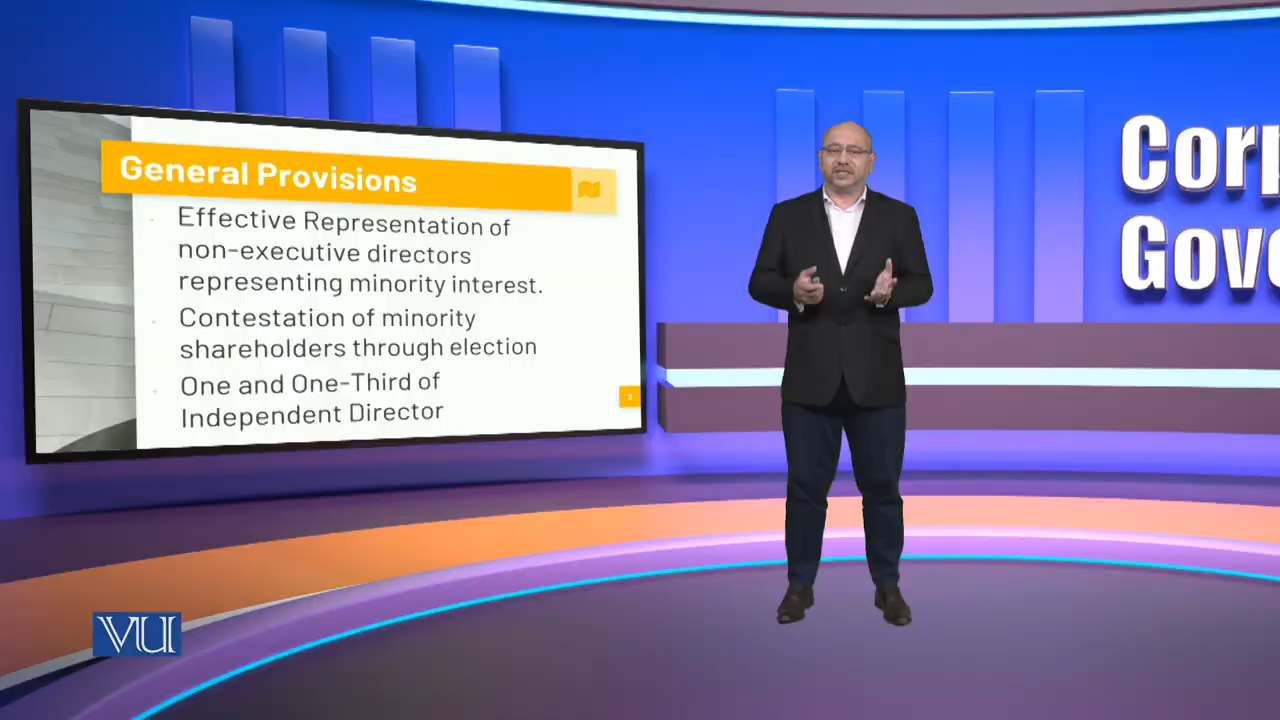 General Provisions
Effective Representation of
non-executive directors
representing minority interest.
Contestation of minority
shareholders through election
One and One-Third of
Independent Director
Corp
Gove
VU